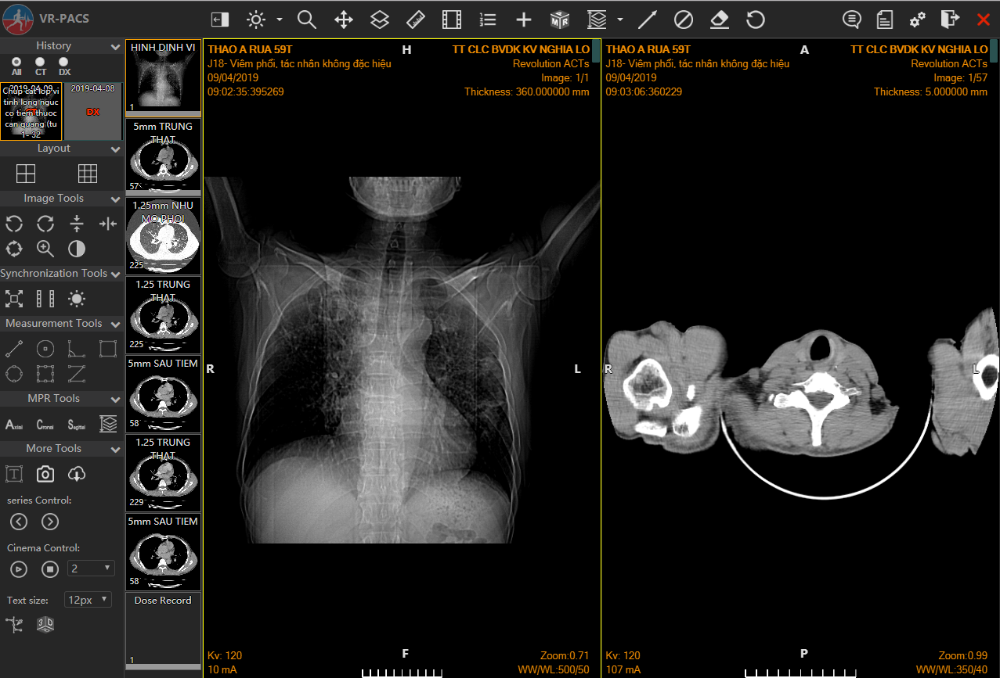 VR-PACS
History
All
CT
DX
2019-04-09
Chup cat lop vi
tinh long nguc
co tiem thuoc
can quang (tu
1- 32
2019-04-08
DX
Layout
Image Tools
Synchronization Tools
Measurement Tools
MPR Tools
Axial
Cronal
Sagittal
More Tools
T
series Control:
Cinema Control:
2
Text size:
12px
3D
HINH DINH VI
1
5mm TRUNG
THAT
57
1.25mm NHU
MO PHOI
225
1.25 TRUNG
THAT
225
5mm SAU TIEM
58
1.25 TRUNG
THAT
229
5mm SAU TIEM
58
Dose Record
1
THAO A RUA 59T
J18- Viêm phổi, tác nhân không đặc hiệu
09/04/2019
09:02:35:395269
H
TT CLC BVDK KV NGHIA LO
Revolution ACTs
Image: 1/1
Thickness: 360.000000 mm
R
L
Kv: 120
10 mA
F
Zoom:0.71
WW/WL:500/50
THAO A RUA 59T
J18- Viêm phổi, tác nhân không đặc hiệu
09/04/2019
09:03:06:360229
A
TT CLC BVDK KV NGHIA LO
Revolution ACTs
Image: 1/57
Thickness: 5.000000 mm
R
L
Kv: 120
107 mA
P
Zoom:0.99
WW/WL:350/40